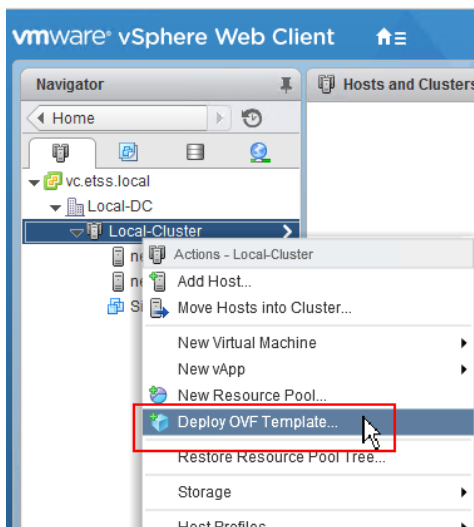 vmware® vSphere Web Client
Navigator
Hosts and Clusters
Home
vc.etss.local
Local-DC
Local-Cluster
Actions - Local-Cluster
Add Host...
Move Hosts into Cluster...
New Virtual Machine
New vApp
New Resource Pool...
Deploy OVF Template...
Restore Resource Pool Tree...
Storage
Host Profiles